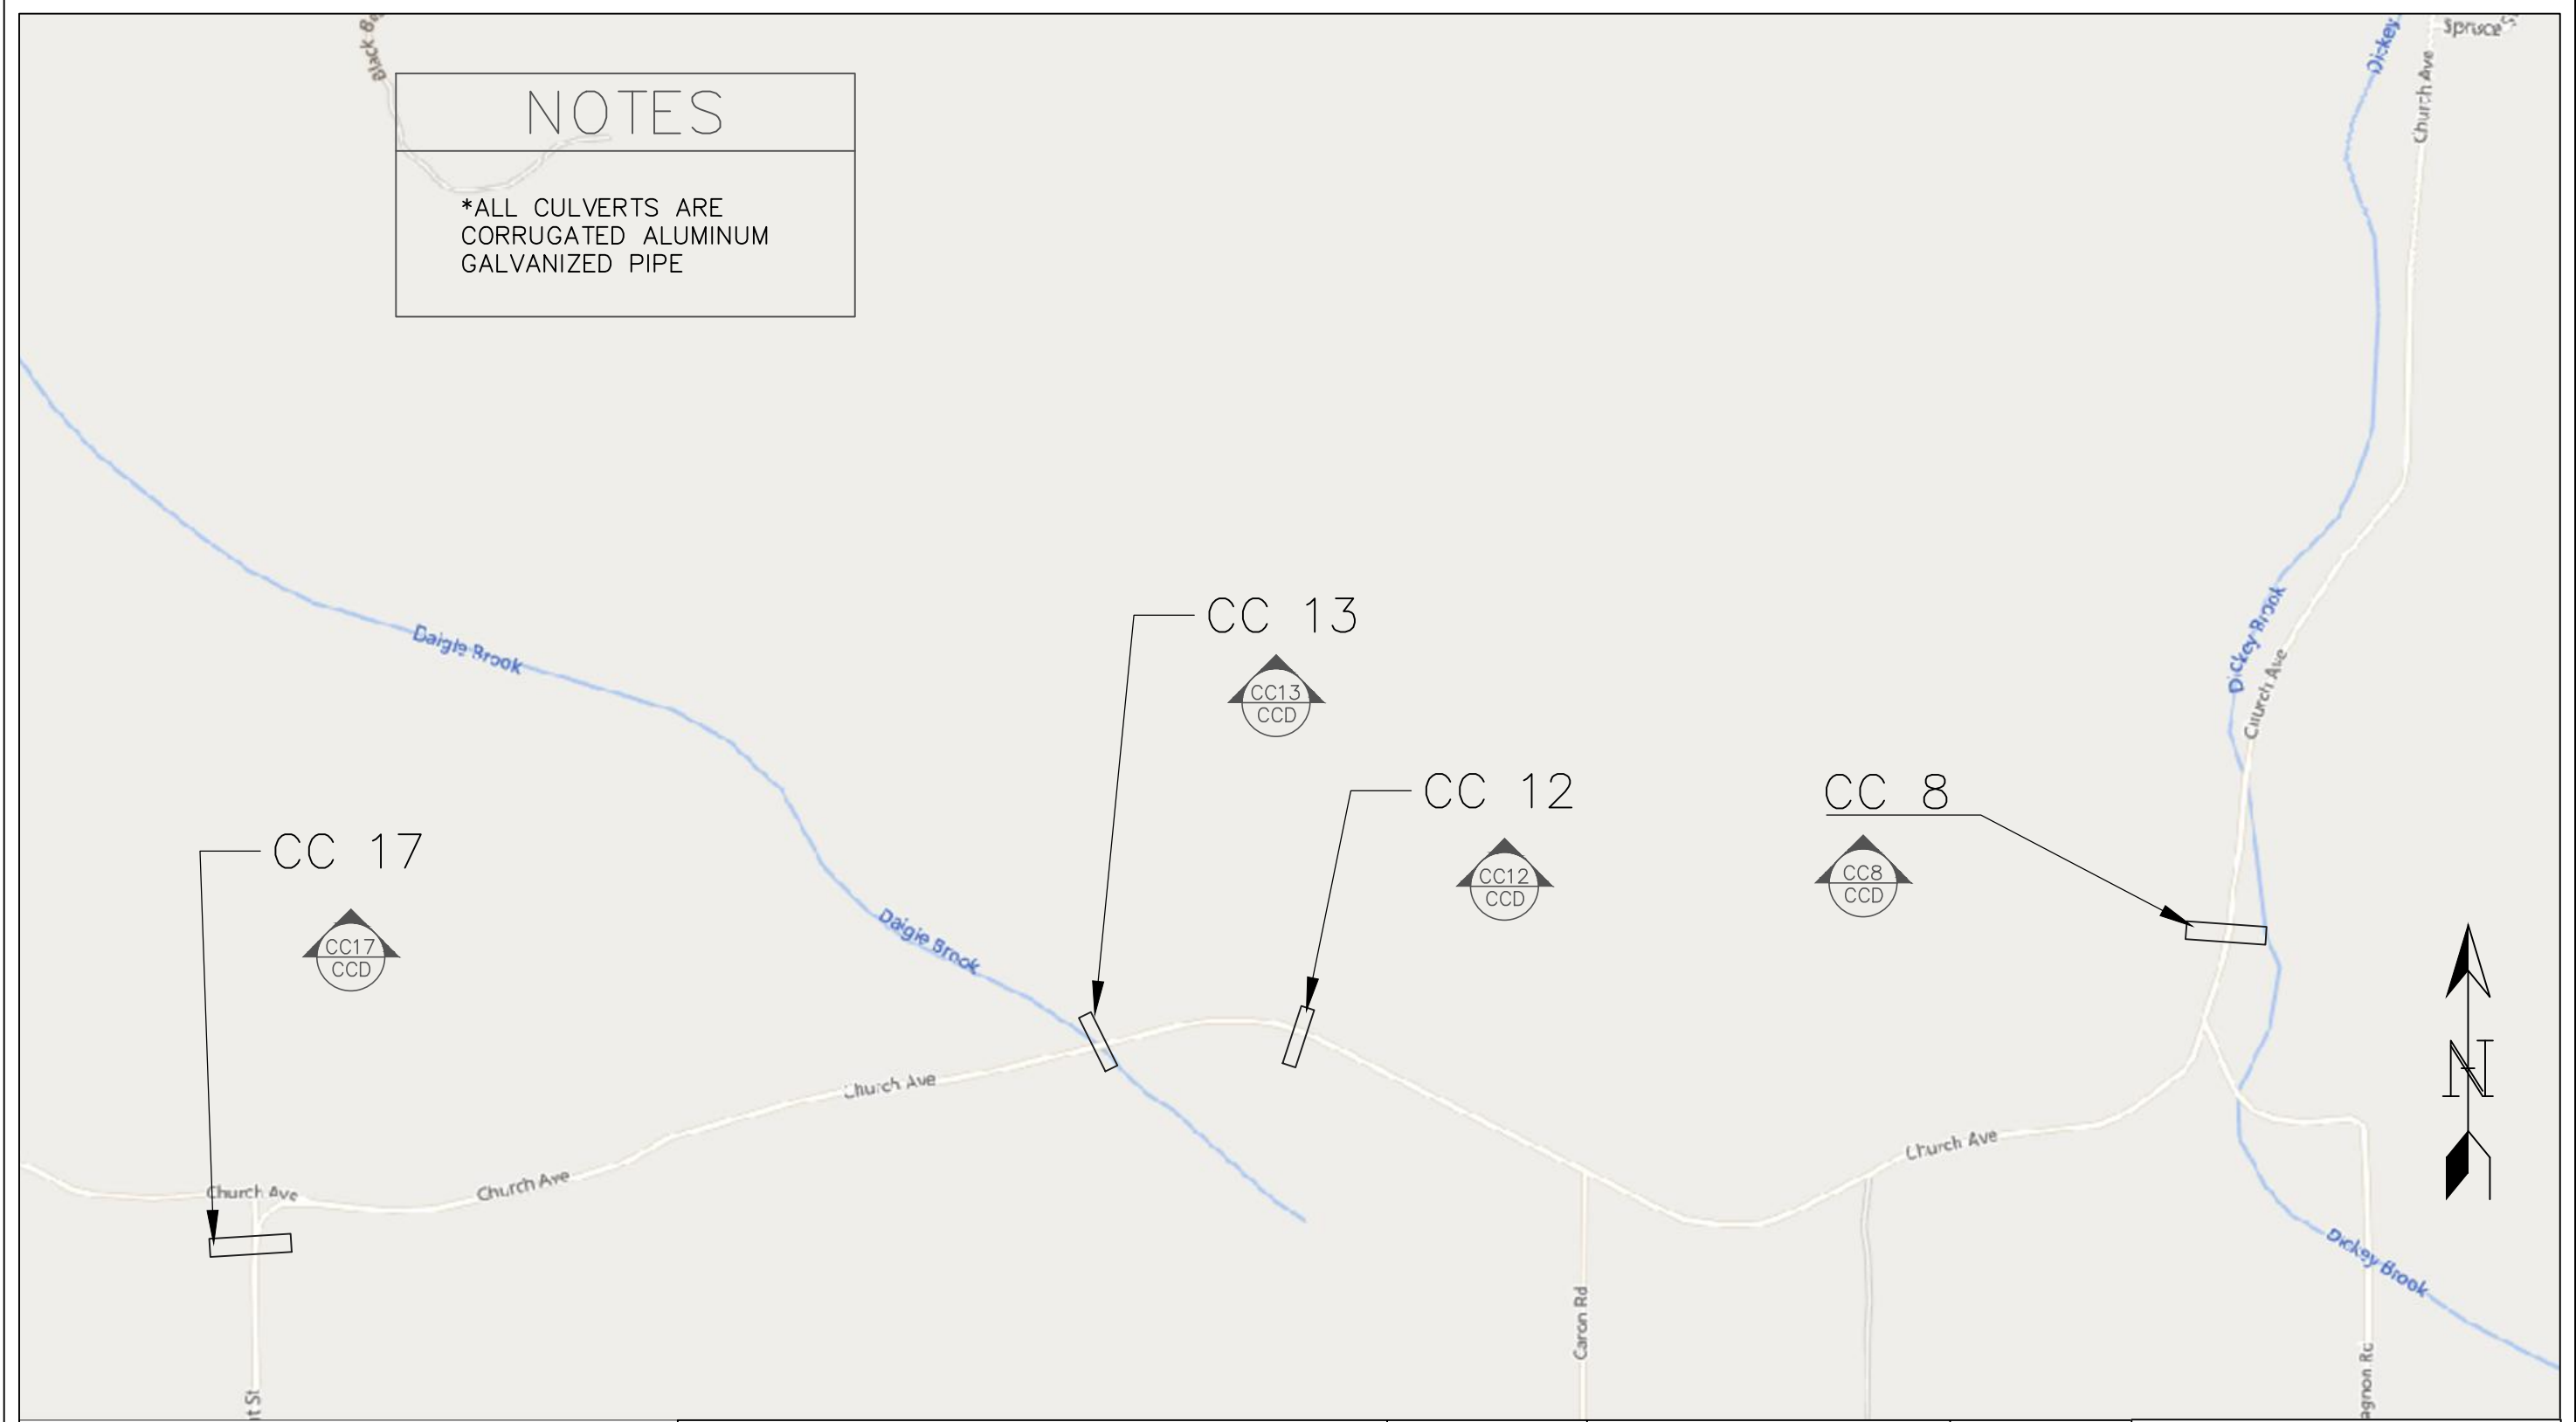 Spruce
Church Ave
Dickey
NOTES
*ALL CULVERTS ARE
CORRUGATED ALUMINUM
GALVANIZED PIPE
Daigle Brook
CC 13
CC13
CCD
Dickey Brook
Church Ave
CC 12
CC12
CCD
CC 8
CC8
CCD
CC 17
CC17
CCD
Daigle Brook
N
Church Ave
Church Ave
Church Ave
Church Ave
Dickey Brook
Caron Rd